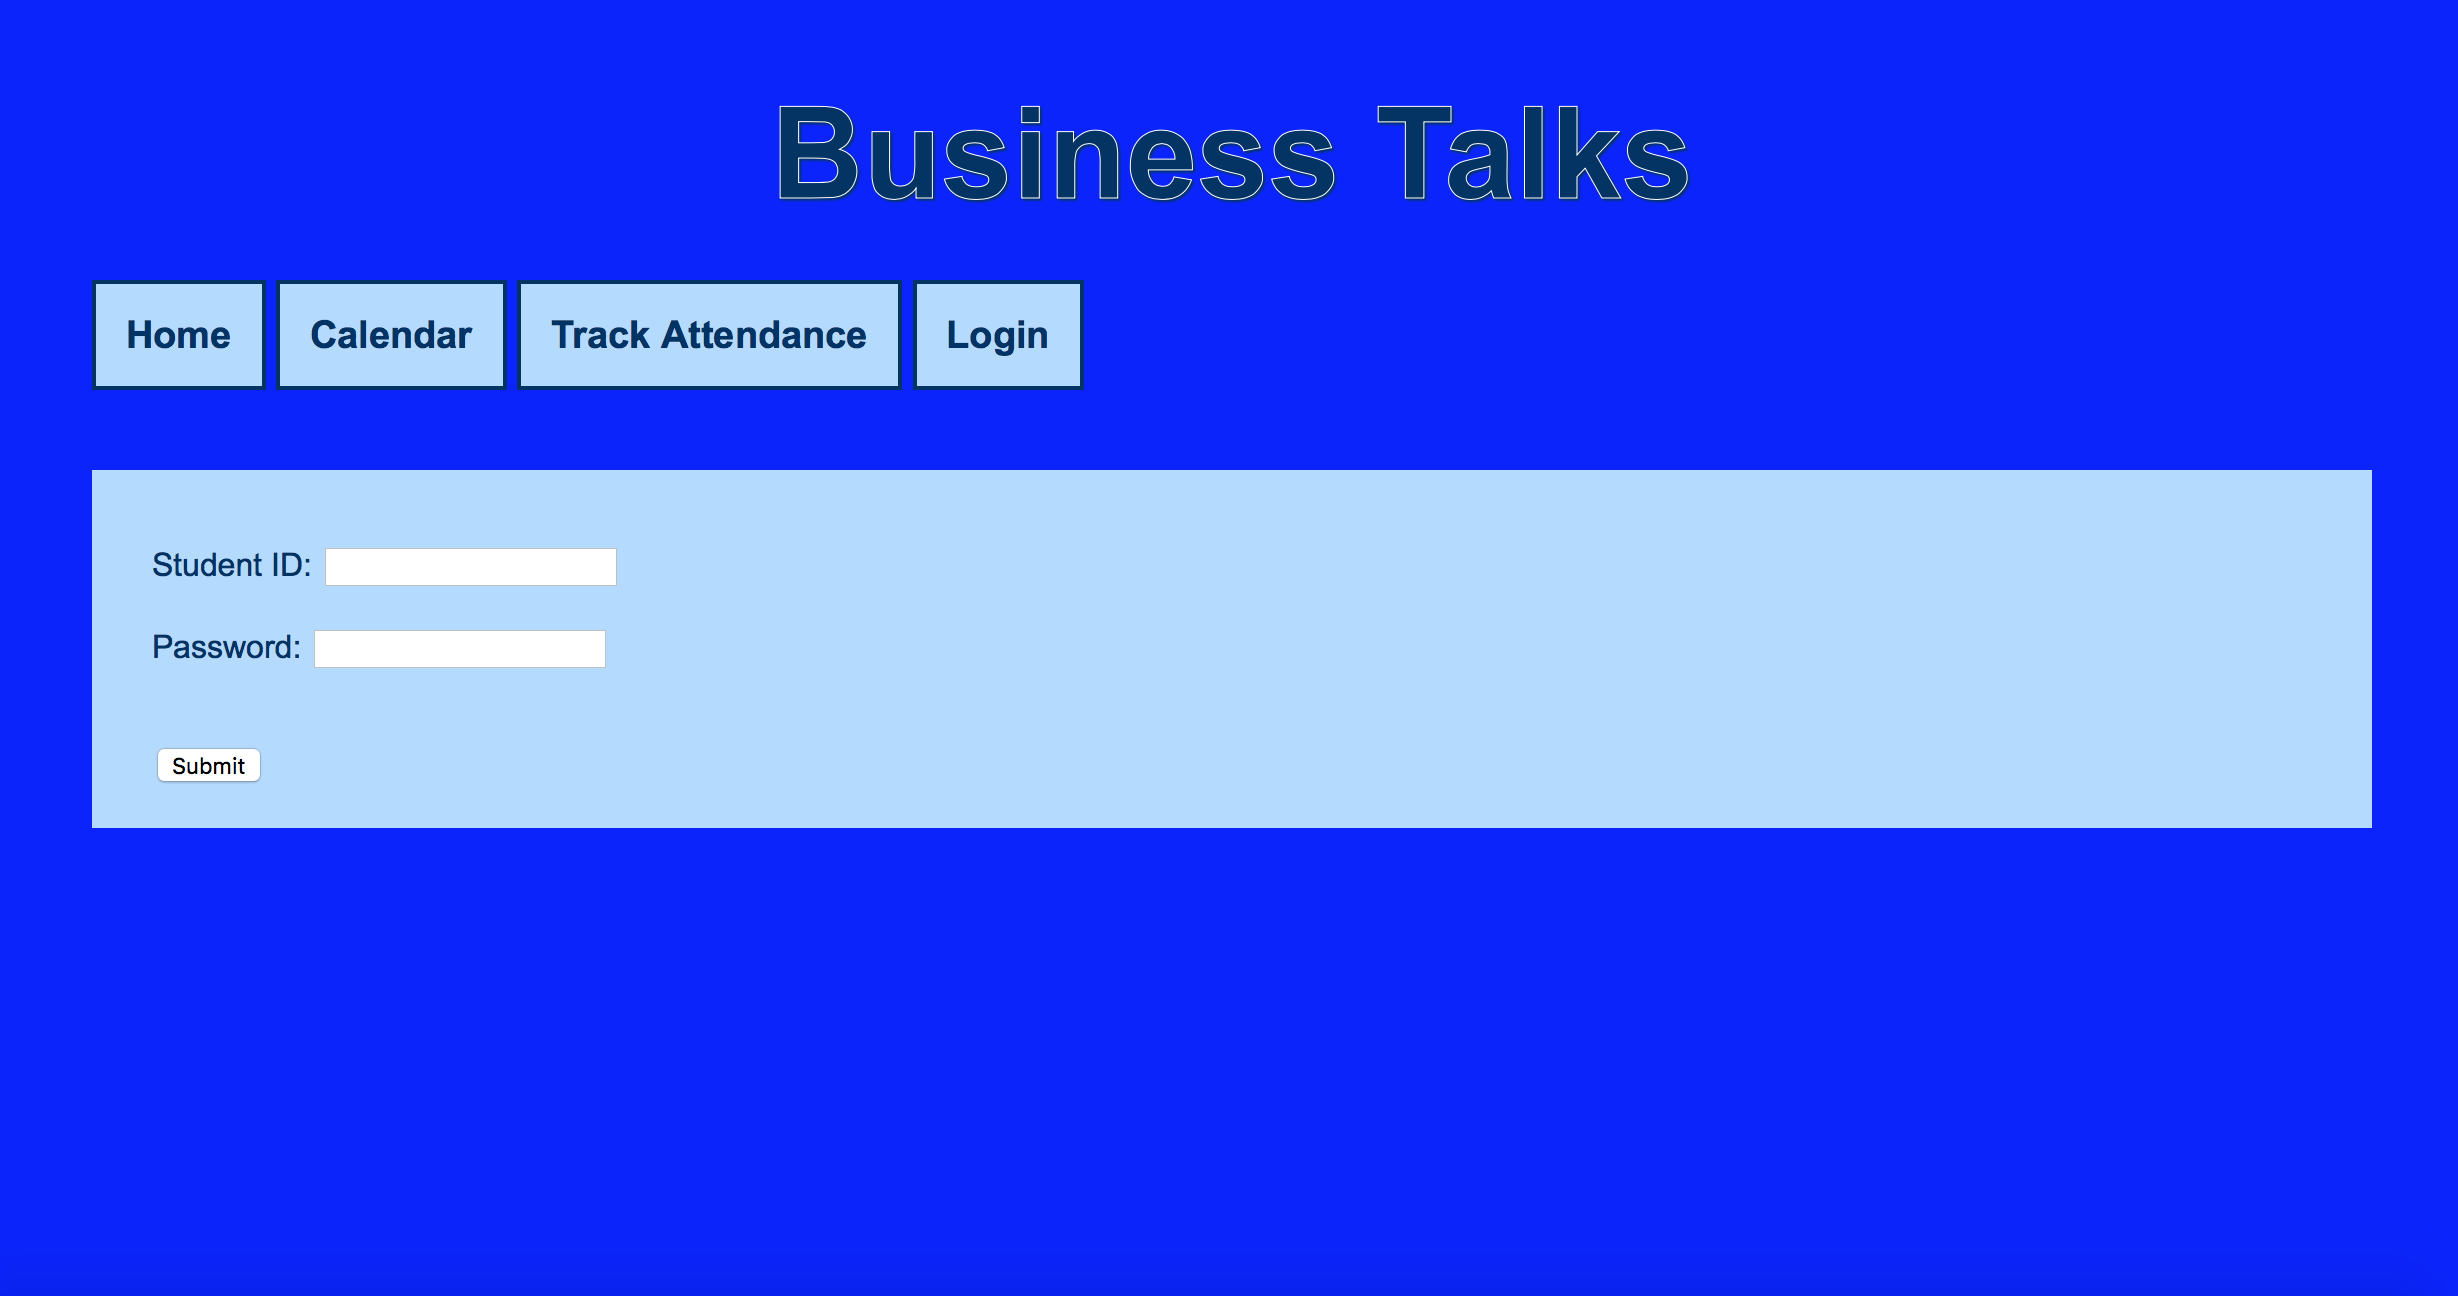 Business Talks
Home Calendar Track Attendance Login
Student ID:
Password:
Submit